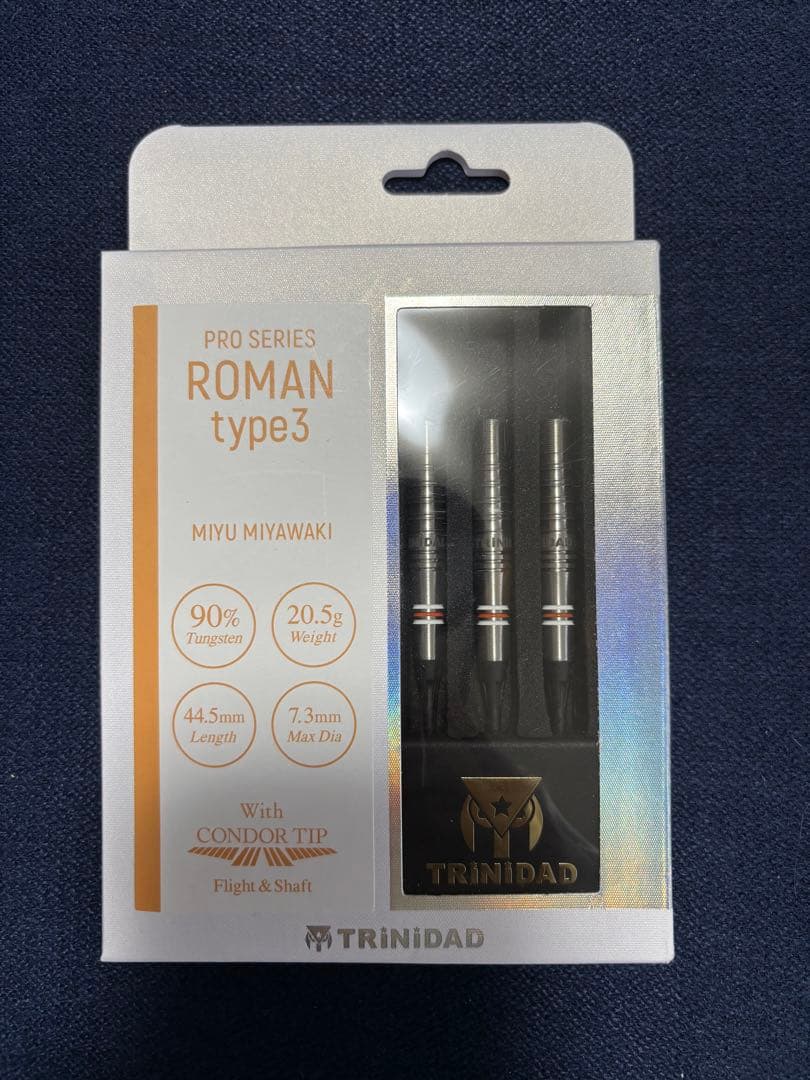 PRO SERIES
ROMAN
type3
MIYU MIYAWAKI
90%
Tungsten
20.5g
Weight
44.5mm
Length
7.3mm
Max Dia
With
CONDOR TIP
Flight & Shaft
TRiNiDAD
TRiNiDAD